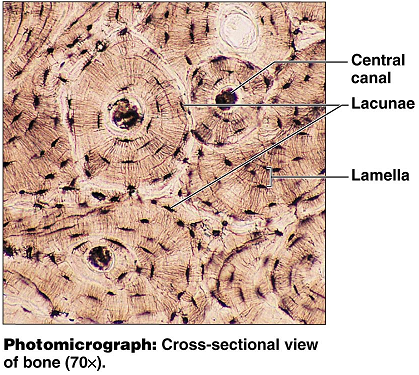 Central
canal
Lacunae
Lamella
Photomicrograph: Cross-sectional view
of bone (70×).